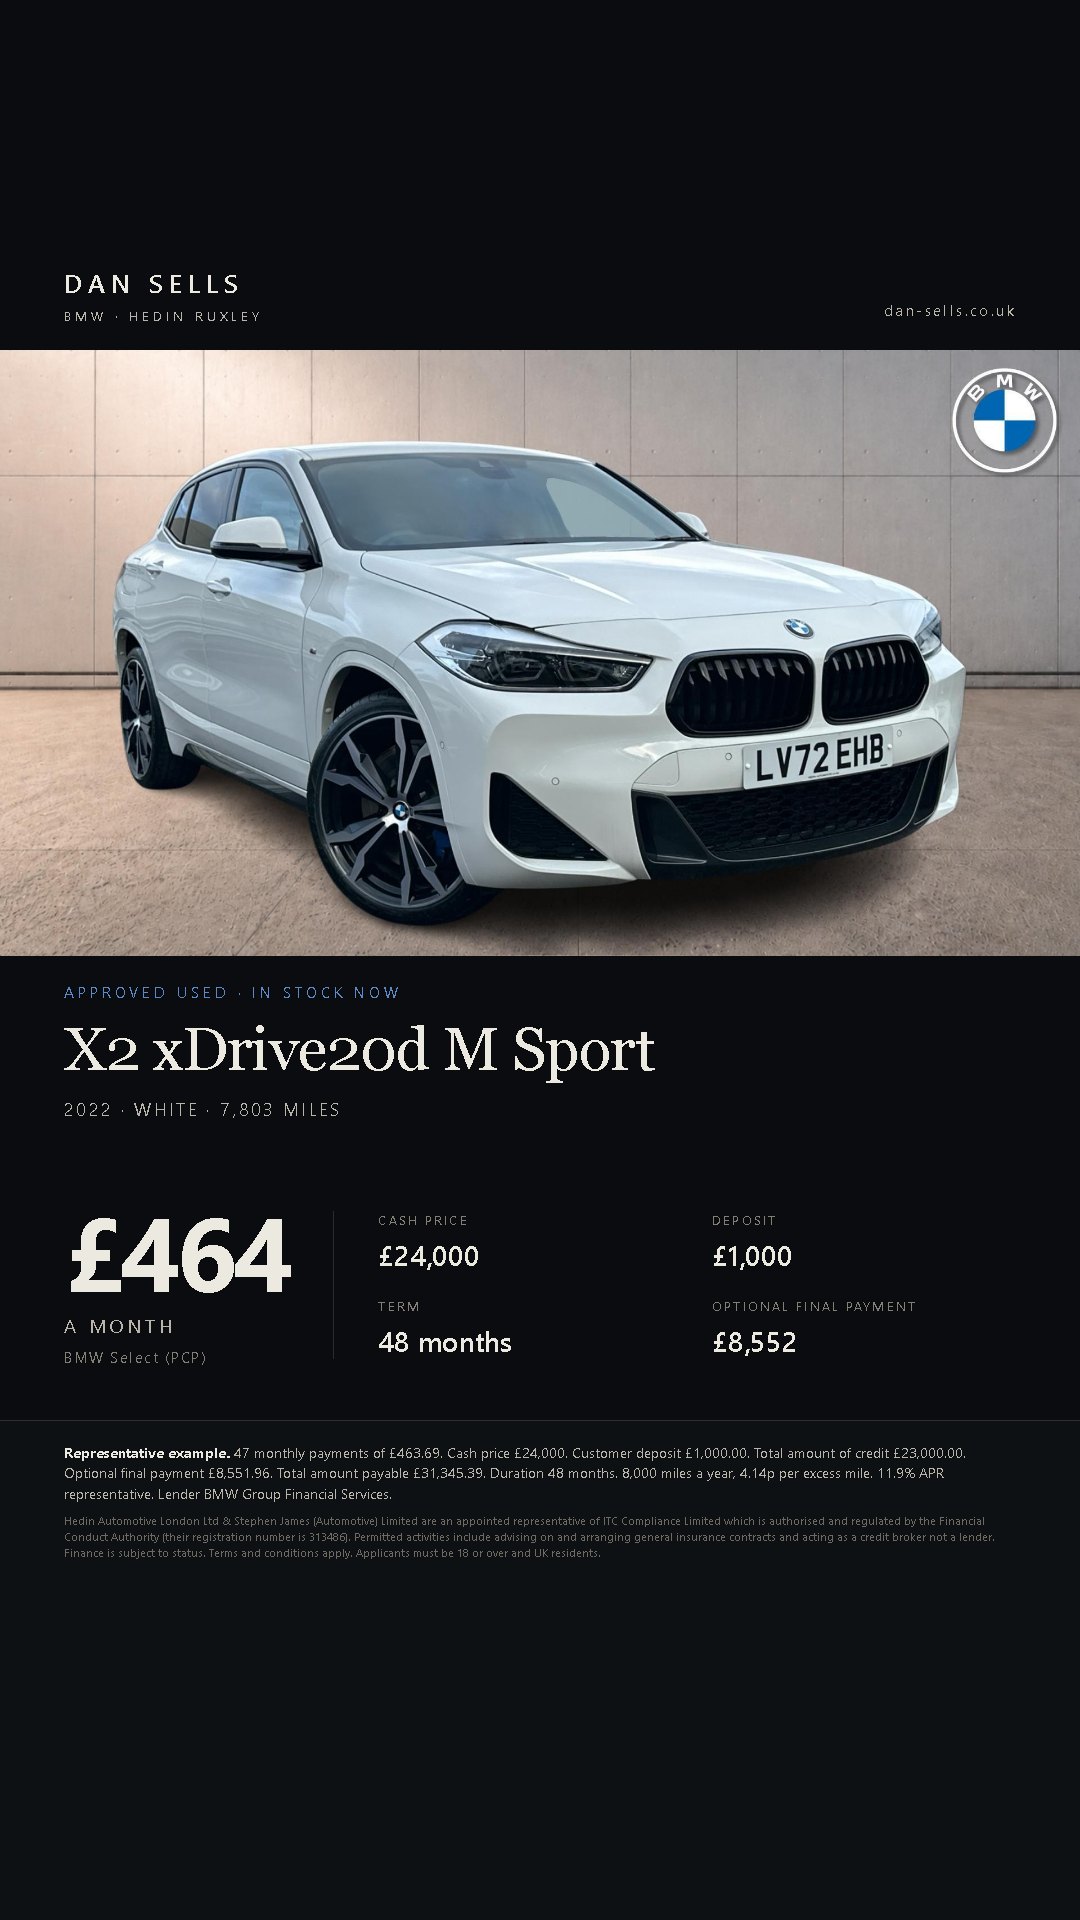 DAN SELLS
BMW · HEDIN RUXLEY
dan-sells.co.uk
BMW
LV72 EHB
APPROVED USED · IN STOCK NOW
X2 xDrive20d M Sport
2022 · WHITE · 7,803 MILES
£464
A MONTH
BMW Select (PCP)
CASH PRICE
£24,000
DEPOSIT
£1,000
TERM
48 months
OPTIONAL FINAL PAYMENT
£8,552
Representative example. 47 monthly payments of £463.69. Cash price £24,000. Customer deposit £1,000.00. Total amount of credit £23,000.00.
Optional final payment £8,551.96. Total amount payable £31,345.39. Duration 48 months. 8,000 miles a year, 4.14p per excess mile. 11.9% APR
representative. Lender BMW Group Financial Services.
Hedin Automotive London Ltd & Stephen James (Automotive) Limited are an appointed representative of ITC Compliance Limited which is authorised and regulated by the Financial
Conduct Authority (their registration number is 313486). Permitted activities include advising on and arranging general insurance contracts and acting as a credit broker not a lender.
Finance is subject to status. Terms and conditions apply. Applicants must be 18 or over and UK residents.